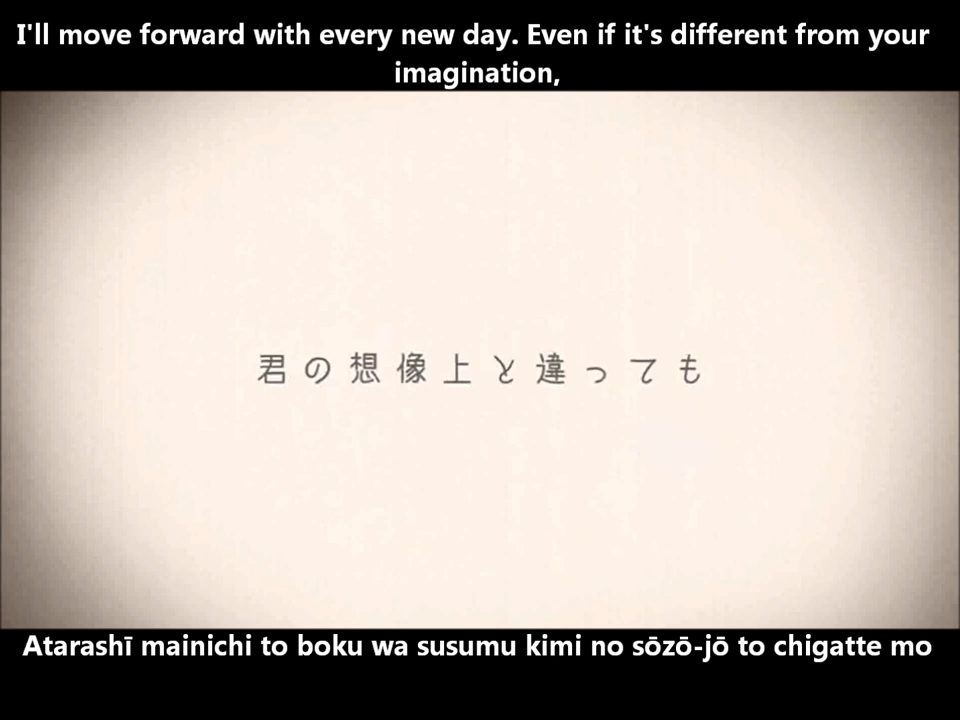 I'll move forward with every new day. Even if it's different from your
imagination,
君の想像上と違っても
Atarashī mainichi to boku wa susumu kimi no sōzō-jō to chigatte mo